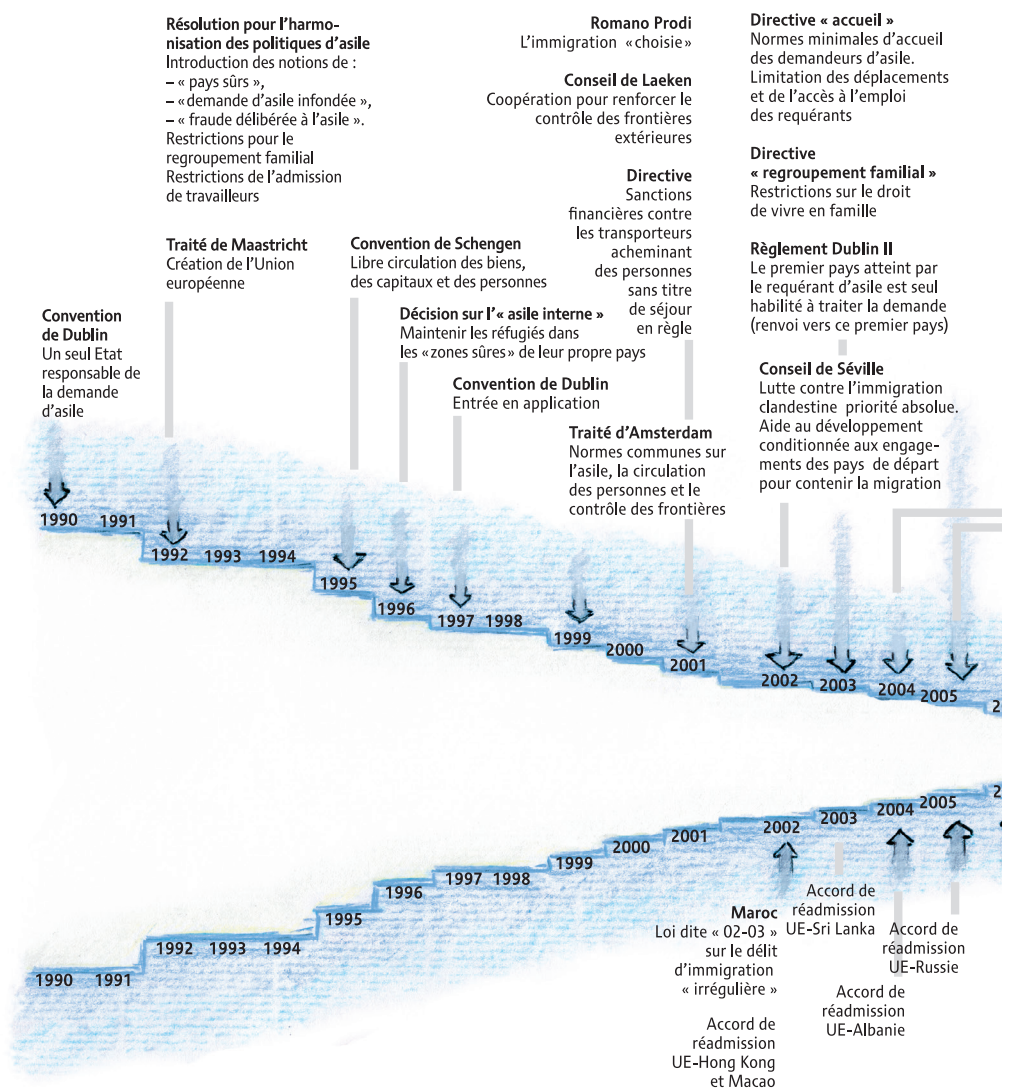 Résolution pour l'harmo-
nisation des politiques d'asile
Introduction des notions de :
– « pays sûrs »,
– «demande d'asile infondée »,
– « fraude délibérée à l'asile ».
Restrictions pour le
regroupement familial
Restrictions de l'admission
de travailleurs
Traité de Maastricht
Création de l'Union
européenne
Convention
de Dublin
Un seul Etat
responsable de
la demande
d'asile
Convention de Schengen
Libre circulation des biens,
des capitaux et des personnes
Décision sur l'« asile interne »
Maintenir les réfugiés dans
les «zones sûres» de leur propre pays
Convention de Dublin
Entrée en application
Romano Prodi
L'immigration «choisie»
Conseil de Laeken
Coopération pour renforcer le
contrôle des frontières
extérieures
Directive
Sanctions
financières contre
les transporteurs
acheminant
des personnes
sans titre
de séjour
en règle
Traité d'Amsterdam
Normes communes sur
l'asile, la circulation
des personnes et le
contrôle des frontières
Directive « accueil »
Normes minimales d'accueil
des demandeurs d'asile.
Limitation des déplacements
et de l'accès à l'emploi
des requérants
Directive
« regroupement familial »
Restrictions sur le droit
de vivre en famille
Règlement Dublin II
Le premier pays atteint par
le requérant d'asile est seul
habilité à traiter la demande
(renvoi vers ce premier pays)
Conseil de Séville
Lutte contre l'immigration
clandestine priorité absolue.
Aide au développement
conditionnée aux engage-
ments des pays de départ
pour contenir la migration
1990
1991
1992
1993
1994
1995
1996
1997
1998
1999
2000
2001
2002
2003
2004
2005
2
1990
1991
1992
1993
1994
1995
1996
1997
1998
1999
2000
2001
2002
2003
2004
2005
2
Maroc
Loi dite « 02-03 »
sur le délit
d'immigration
« irrégulière »
Accord de
réadmission
UE-Hong Kong
et Macao
Accord de
réadmission
UE-Sri Lanka
Accord de
réadmission
UE-Albanie
Accord de
réadmission
UE-Russie